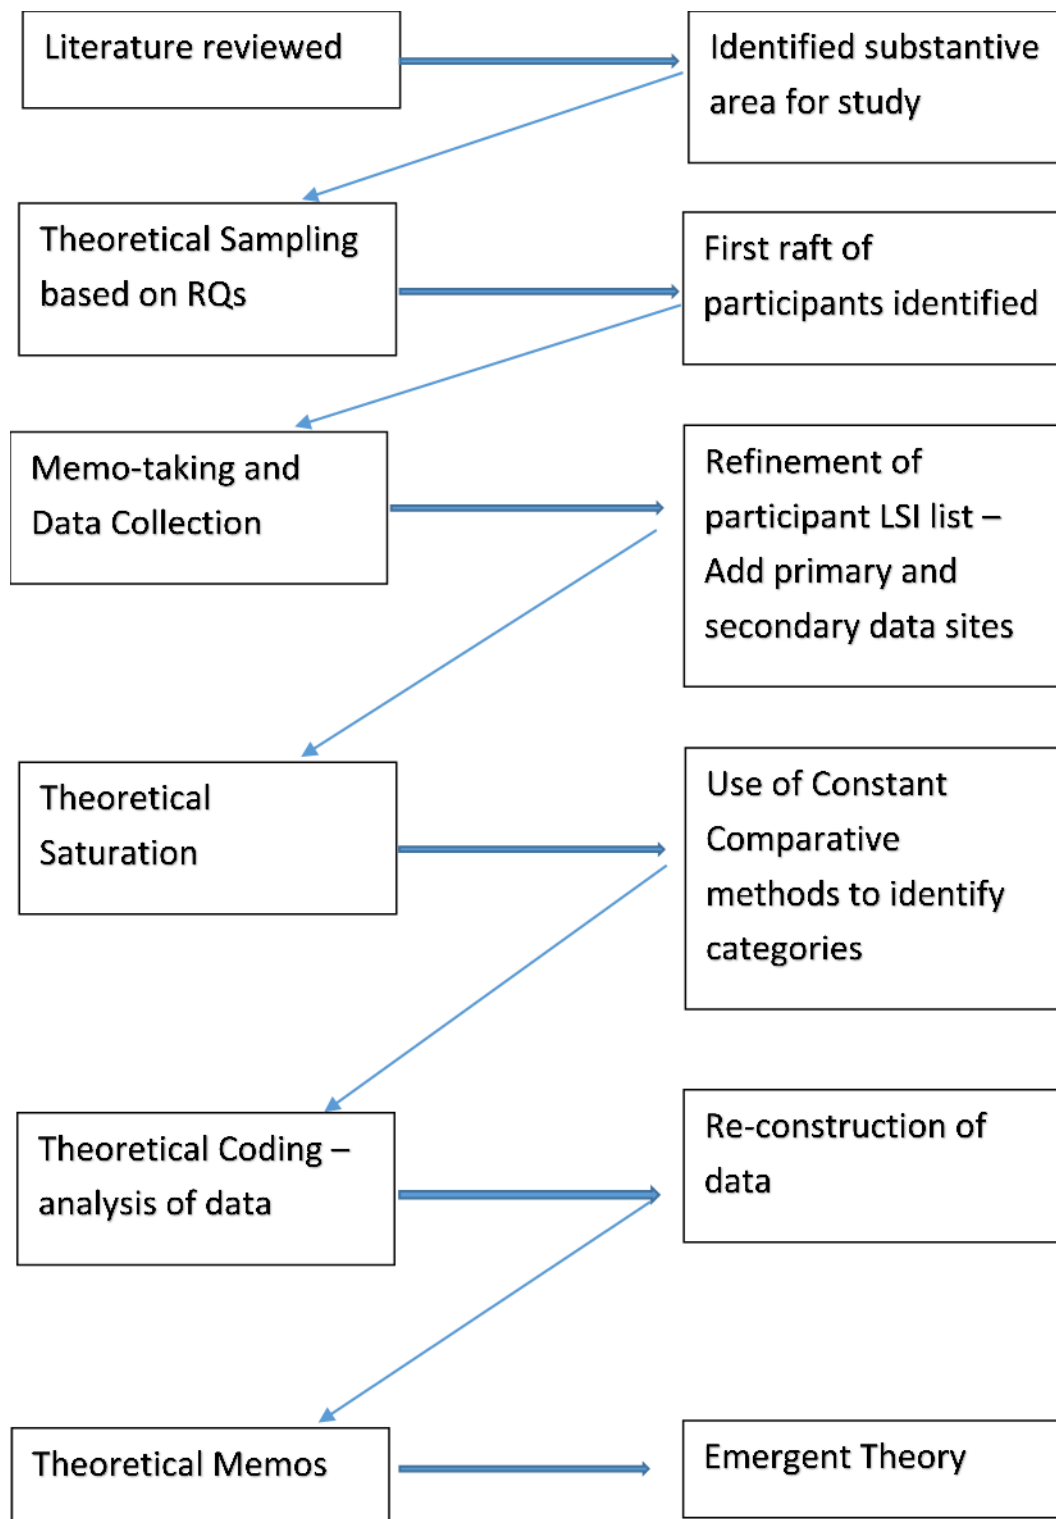 Literature reviewed
Identified substantive
area for study
Theoretical Sampling
based on RQs
First raft of
participants identified
Memo-taking and
Data Collection
Refinement of
participant LSI list –
Add primary and
secondary data sites
Theoretical
Saturation
Use of Constant
Comparative
methods to identify
categories
Theoretical Coding –
analysis of data
Re-construction of
data
Theoretical Memos
Emergent Theory